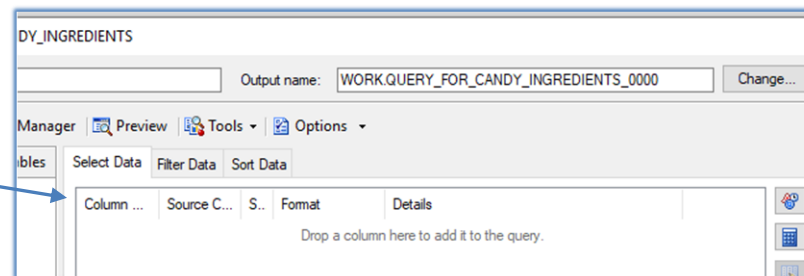 DY_INGREDIENTS
Output name: WORK.QUERY_FOR_CANDY_INGREDIENTS_0000 Change...
Manager Preview Tools Options
bles Select Data Filter Data Sort Data
Column ... Source C... S.. Format Details
Drop a column here to add it to the query.